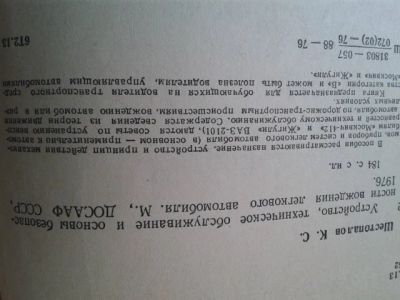 Шестопалов К. С.
Устройство, техническое обслуживание и основы безопас-
ности вождения легкового автомобиля. М., ДОСААФ СССР,
1976.
184 с. ил.
В пособии рассматриваются назначение, устройство и принцип действия механиз-
мов, приборов и систем легкового автомобиля (в основном — применительно к автомо-
билям «Москвич-412» и «Жигули» ВАЗ-2101), даются советы по устранению неис-
правностей и техническому обслуживанию. Содержатся сведения из теории движения
автомобиля, по дорожно-транспортным происшествиям, вождению автомобиля в раз-
личных условиях.
Книга предназначается для обучающихся на водителя транспортного сред-
ства категории «В» и может быть полезна водителям, управляющим автомобилями
«Москвич» и «Жигули».
31803 — 057
Ш 88 — 76
072(02) — 76
6Т2.13